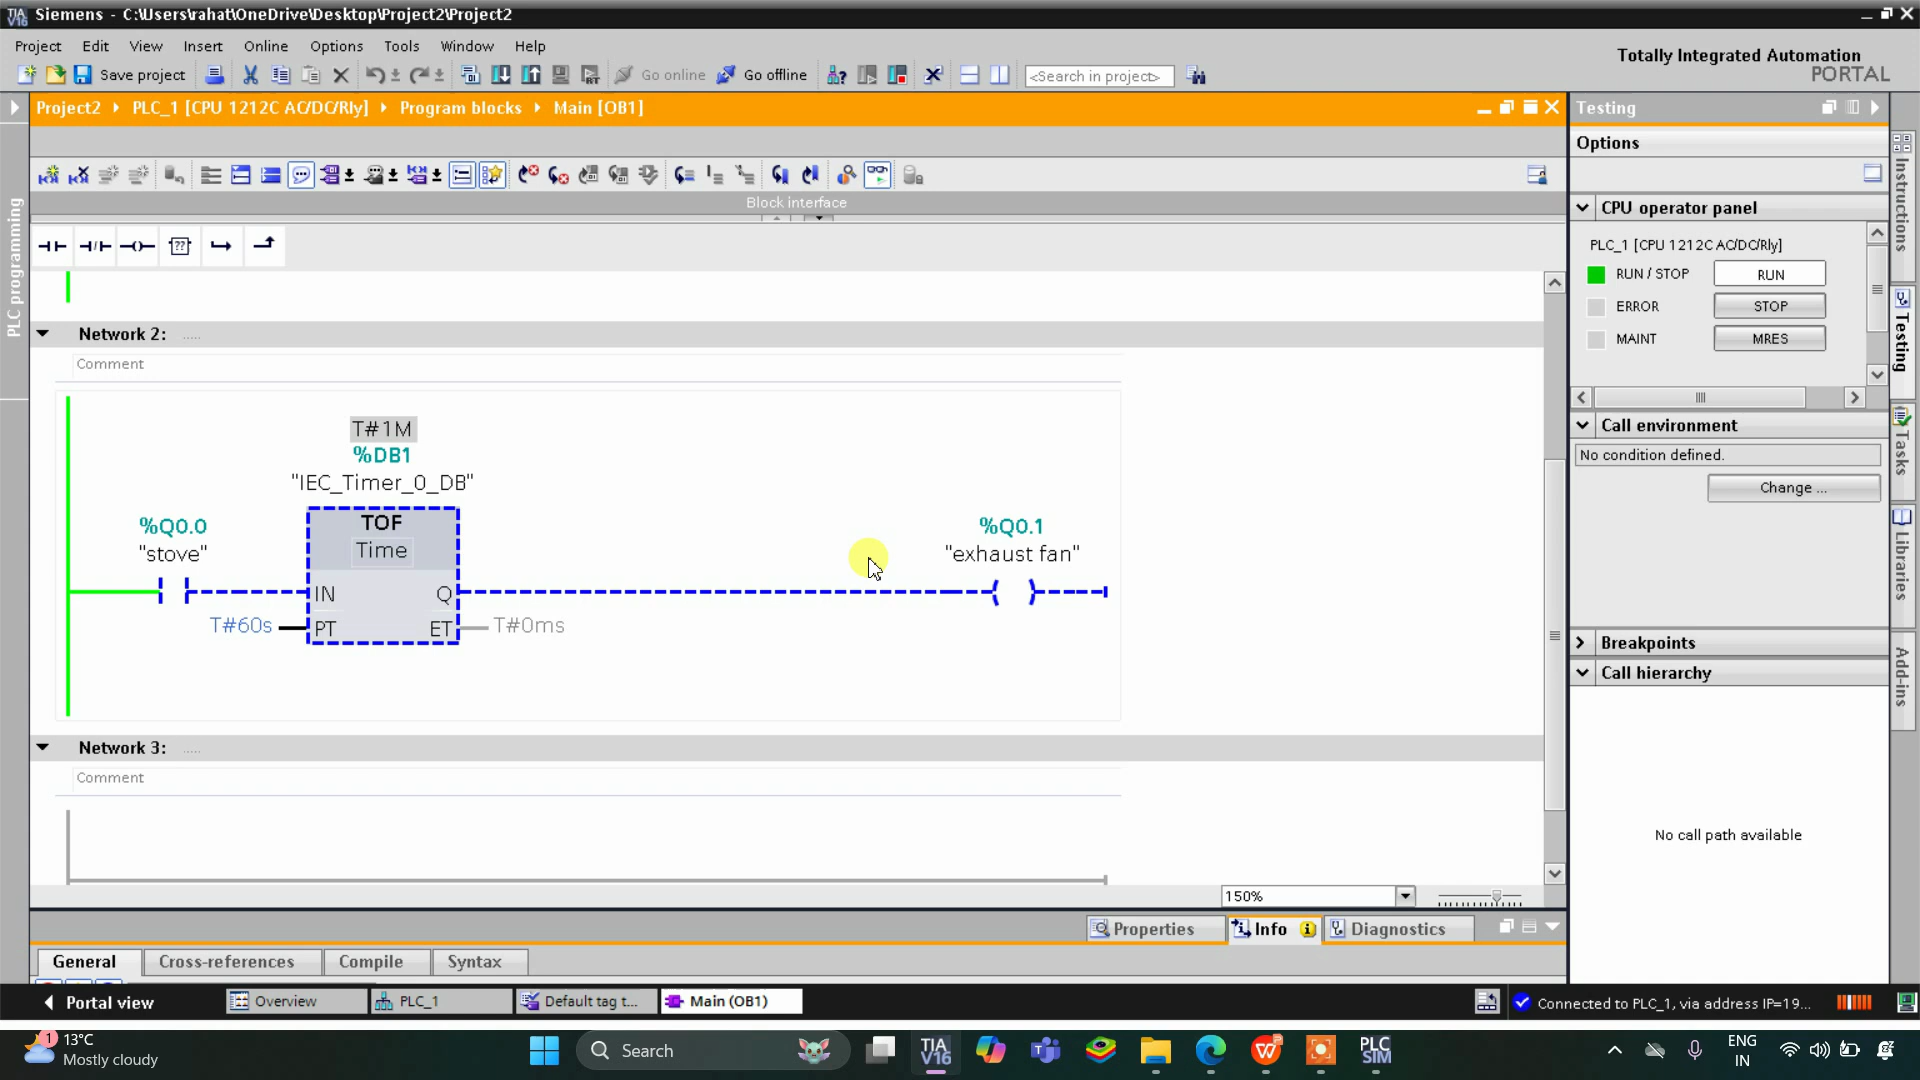 TIA V16 Siemens - C:\Users\rahat\OneDrive\Desktop\Project2\Project2
Project Edit View Insert Online Options Tools Window Help
Totally Integrated Automation
PORTAL
Save project Go online Go offline <Search in project>
Project2 PLC_1 [CPU 1212C AC/DC/Rly] Program blocks Main [OB1]
Testing
Options
Block interface
CPU operator panel
PLC_1 [CPU 1212C AC/DC/Rly]
RUN / STOP RUN
ERROR STOP
MAINT MRES
PLC programming
??
Network 2: .....
Comment
T#1M
%DB1
"IEC_Timer_0_DB"
%Q0.0
"stove"
TOF
Time
IN Q
T#60s PT ET T#0ms
%Q0.1
"exhaust fan"
Call environment
No condition defined.
Change ...
Breakpoints
Call hierarchy
No call path available
Instructions
Testing
Tasks
Libraries
Add-ins
Network 3: .....
Comment
150%
Properties Info Diagnostics
General Cross-references Compile Syntax
Portal view Overview PLC_1 Default tag t... Main (OB1) Connected to PLC_1, via address IP=19...
1
13°C
Mostly cloudy
Search
TIA V16
PLC SIM
ENG
IN